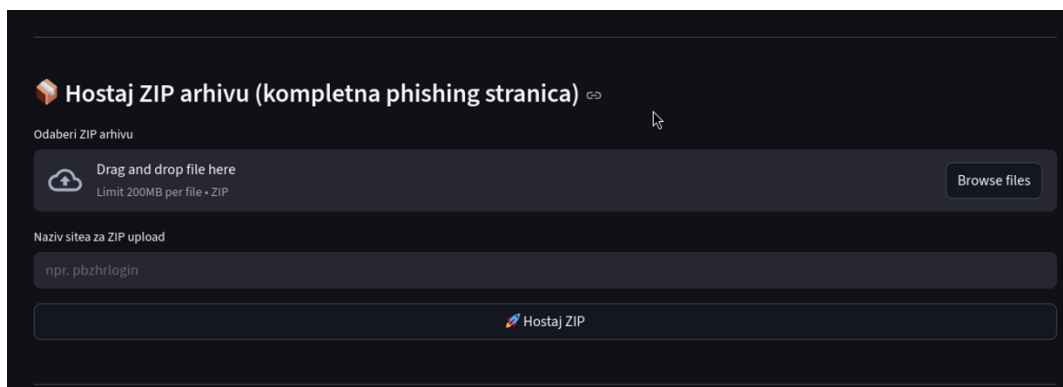 Hostaj ZIP arhivu (kompletna phishing stranica)
Odaberi ZIP arhivu
Drag and drop file here
Limit 200MB per file • ZIP
Browse files
Naziv sitea za ZIP upload
npr. pbzhrlogin
Hostaj ZIP